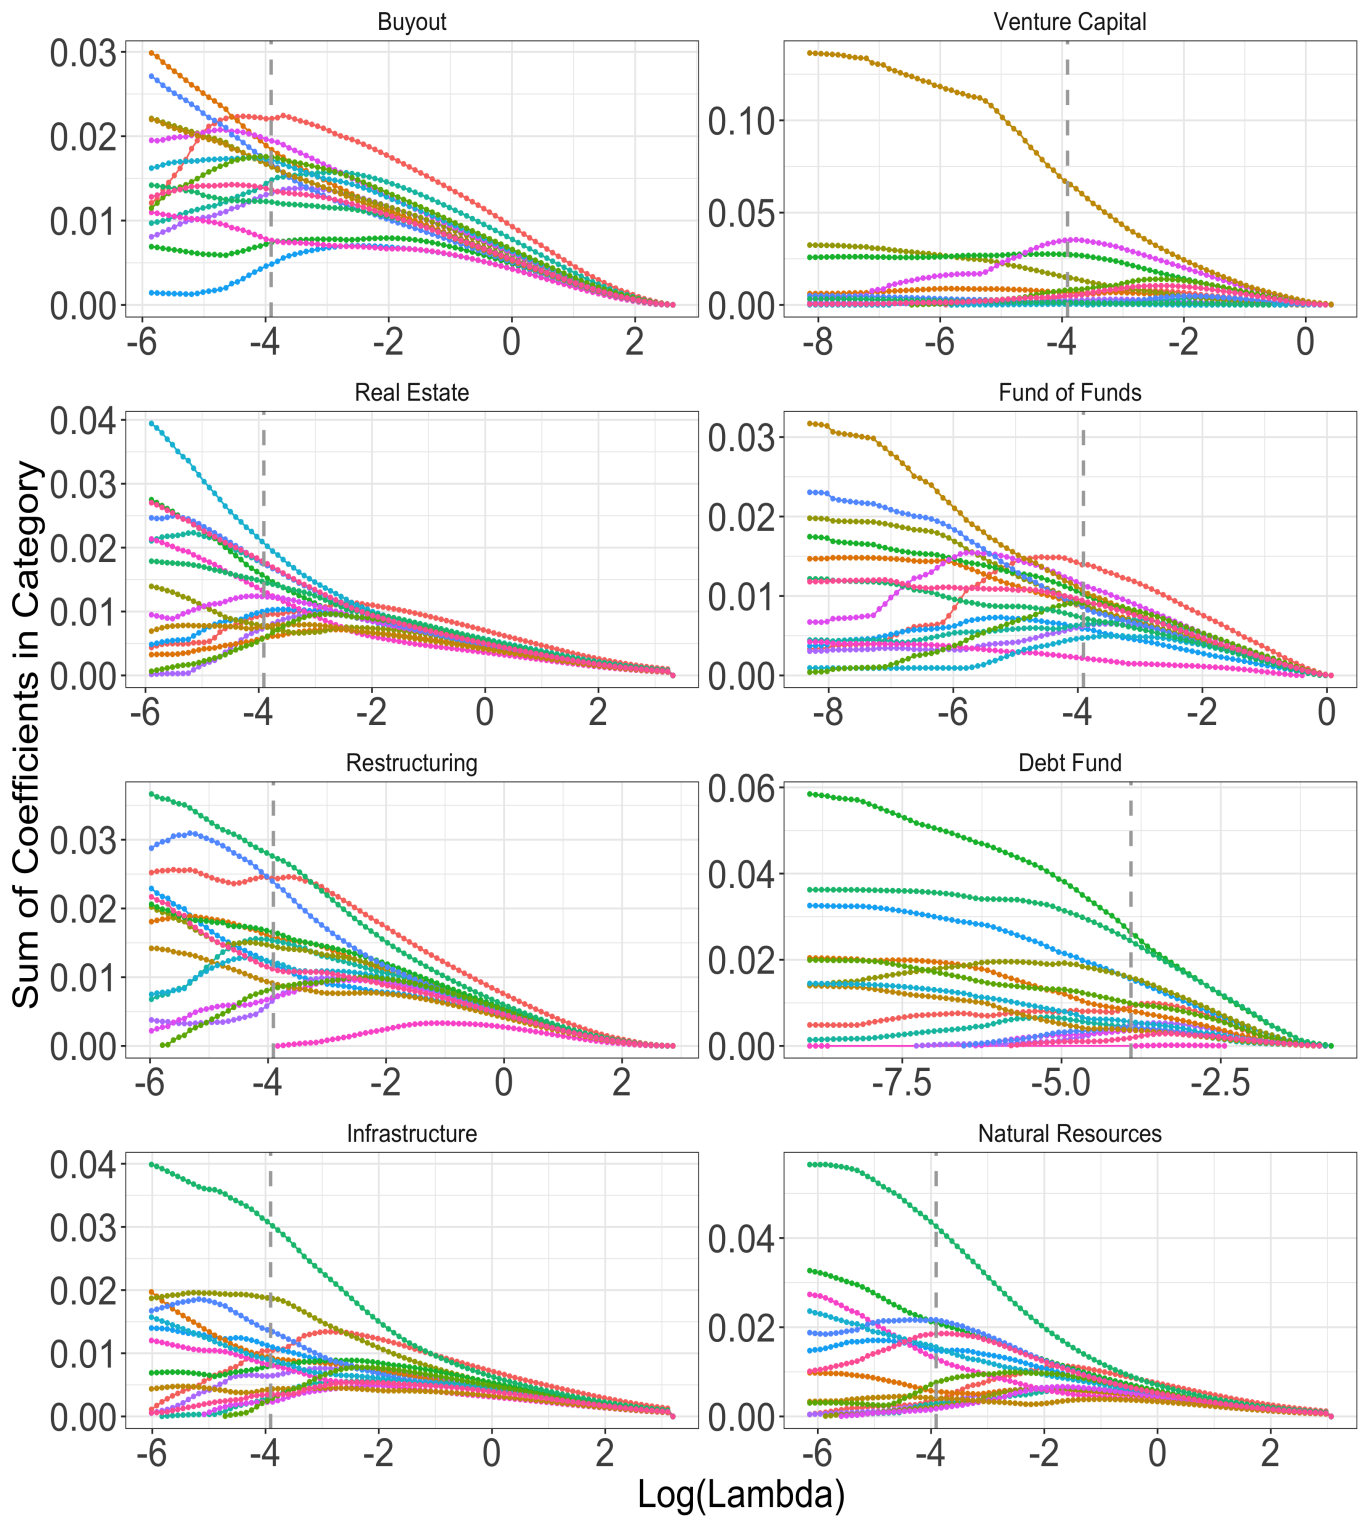 Buyout
Venture Capital
0.03
0.02
0.01
0.00
-6 -4 -2 0 2
0.10
0.05
0.00
-8 -6 -4 -2 0
Real Estate
Fund of Funds
0.04
0.03
0.02
0.01
0.00
-6 -4 -2 0 2
0.03
0.02
0.01
0.00
-8 -6 -4 -2 0
Sum of Coefficients in Category
Restructuring
Debt Fund
0.03
0.02
0.01
0.00
-6 -4 -2 0 2
0.06
0.04
0.02
0.00
-7.5 -5.0 -2.5
Infrastructure
Natural Resources
0.04
0.03
0.02
0.01
0.00
-6 -4 -2 0 2
0.04
0.02
0.00
-6 -4 -2 0 2
Log(Lambda)